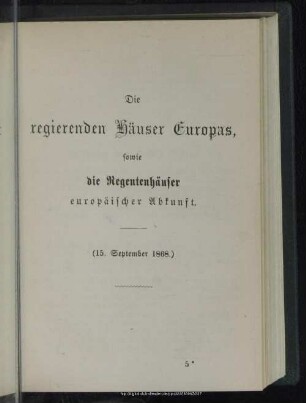 Die
regierenden Häuser Europas,
sowie
die Regentenhäuser
europäischer Abkunft.
(15. September 1868.)
5*